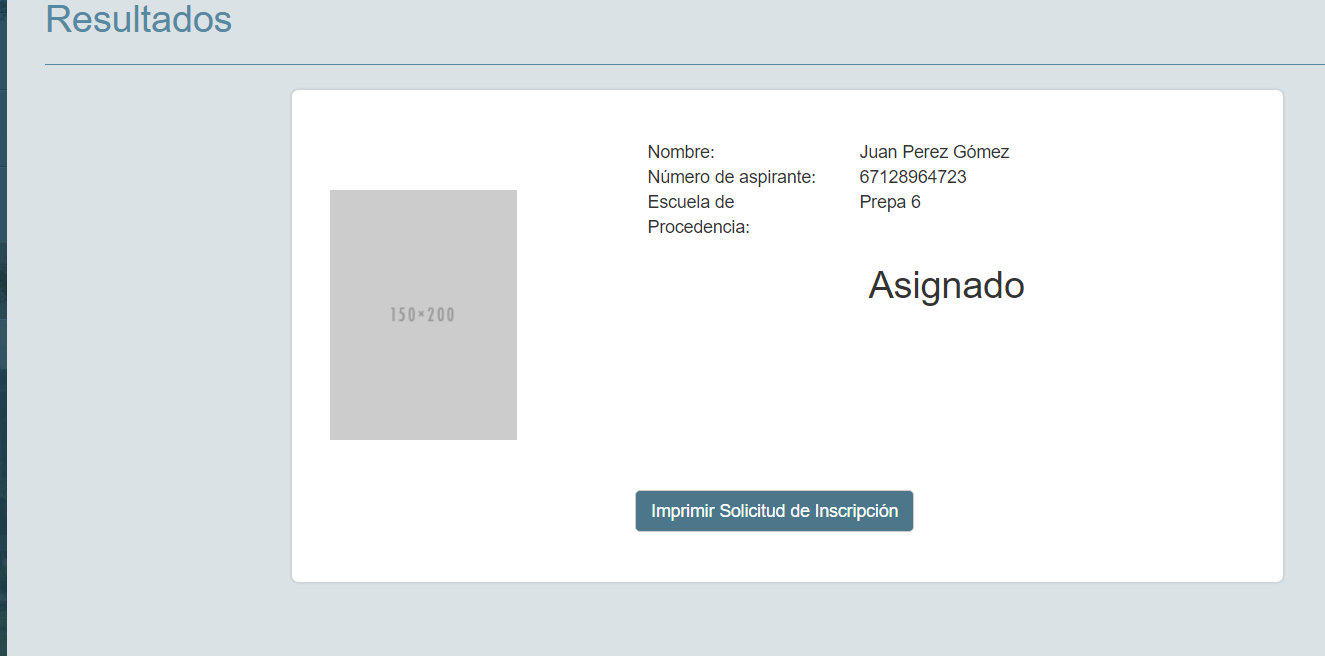 Resultados
Nombre: Juan Perez Gómez
Número de aspirante: 67128964723
Escuela de Prepa 6
Procedencia:
Asignado
150×200
Imprimir Solicitud de Inscripción